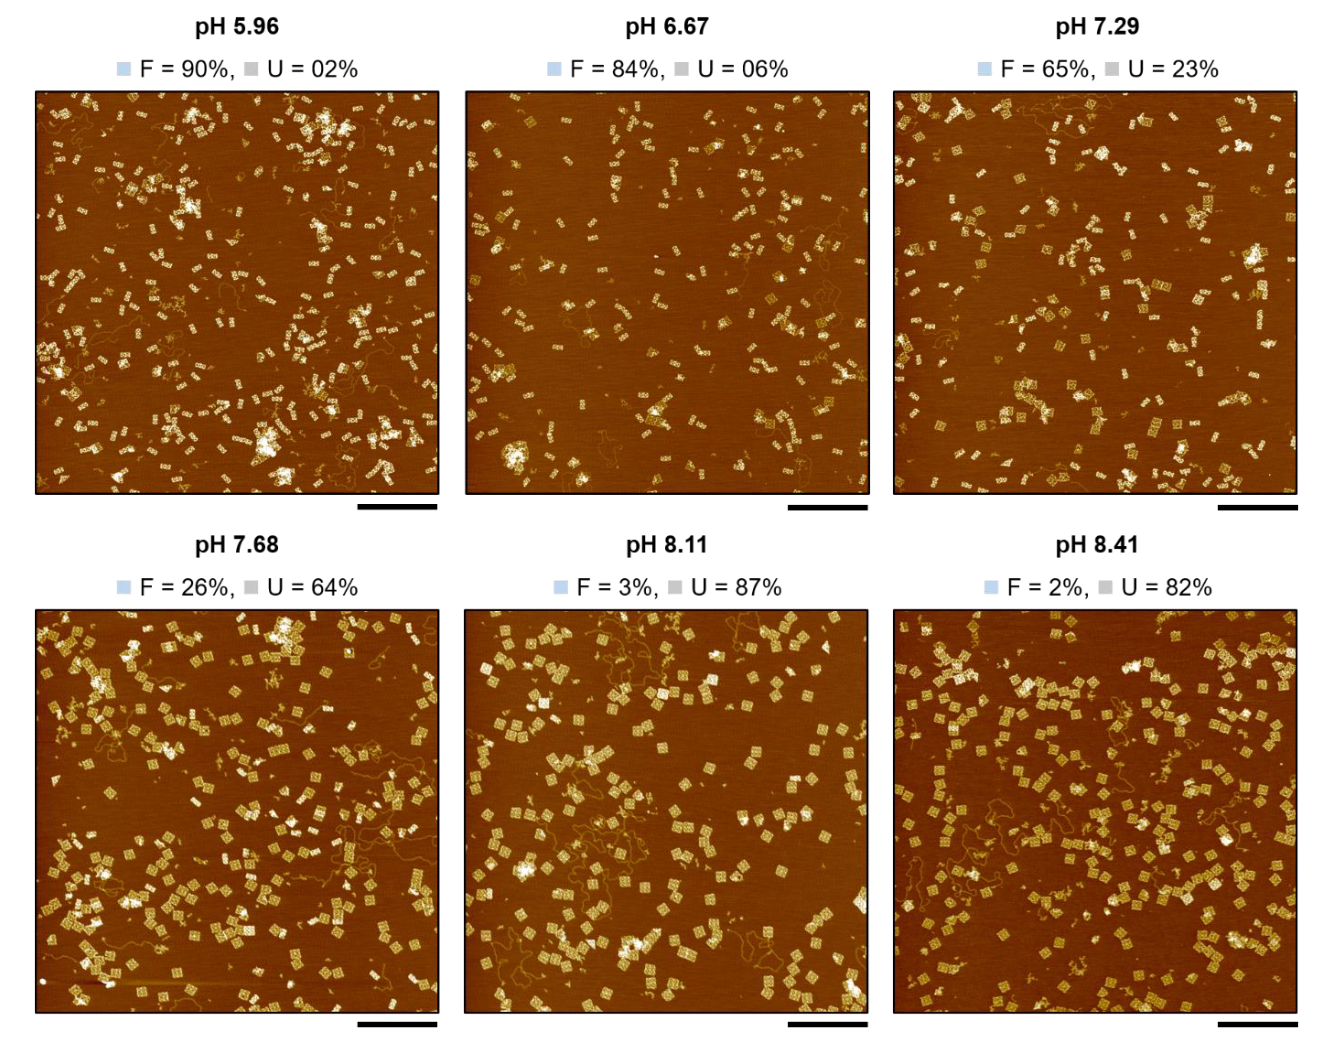 pH 5.96
pH 6.67
pH 7.29
F = 90%, U = 02%
F = 84%, U = 06%
F = 65%, U = 23%
pH 7.68
pH 8.11
pH 8.41
F = 26%, U = 64%
F = 3%, U = 87%
F = 2%, U = 82%